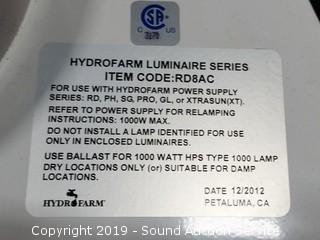 CSA
C US
HYDROFARM LUMINAIRE SERIES
ITEM CODE:RD8AC
FOR USE WITH HYDROFARM POWER SUPPLY
SERIES: RD, PH, SG, PRO, GL, or XTRASUN(XT).
REFER TO POWER SUPPLY FOR RELAMPING
INSTRUCTIONS: 1000W MAX.
DO NOT INSTALL A LAMP IDENTIFIED FOR USE
ONLY IN ENCLOSED LUMINAIRES.
USE BALLAST FOR 1000 WATT HPS TYPE 1000 LAMP
DRY LOCATIONS ONLY (or) SUITABLE FOR DAMP
LOCATIONS.
HYDROFARM
DATE 12/2012
PETALUMA, CA
Copyright 2019 - Sound Auction Service